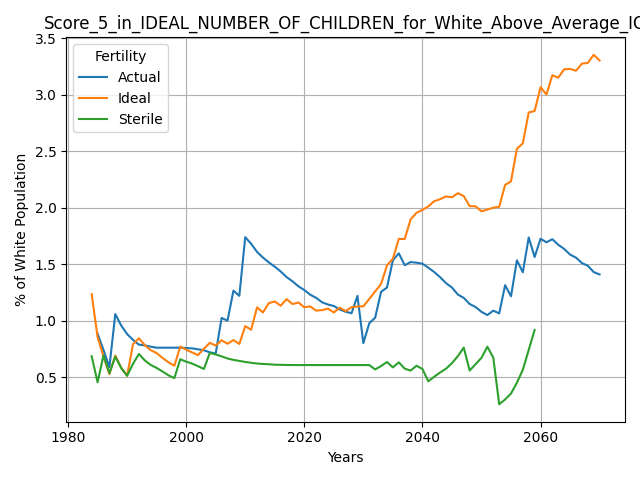 Score_5_in_IDEAL_NUMBER_OF_CHILDREN_for_White_Above_Average_IC
3.5
3.0
2.5
2.0
1.5
1.0
0.5
% of White Population
Fertility
Actual
Ideal
Sterile
1980
2000
2020
2040
2060
Years